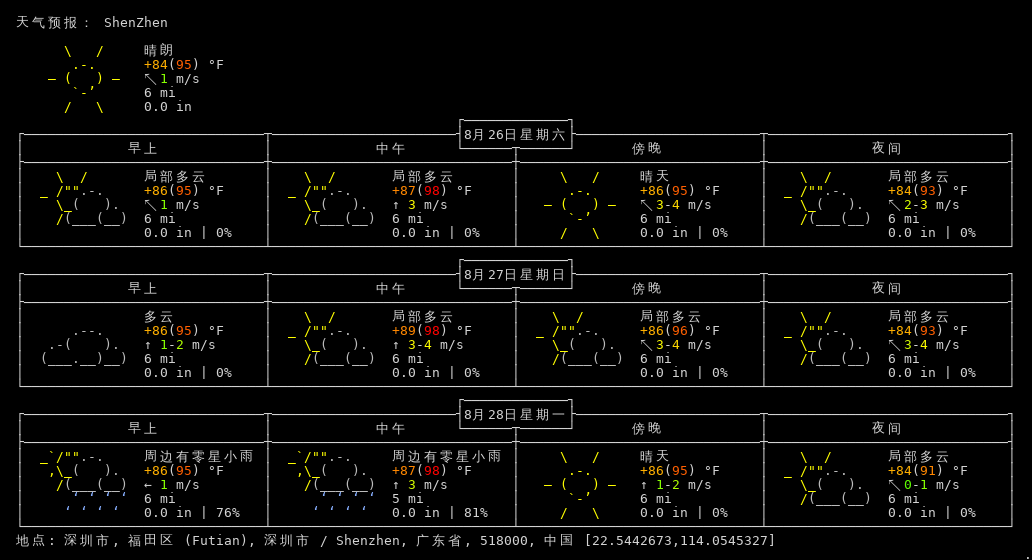 天气预报： ShenZhen
晴朗
+84(95) °F
↖ 1 m/s
6 mi
0.0 in
8月26日星期六
早上 中午 傍晚 夜间
局部多云 局部多云 晴天 局部多云
+86(95) °F +87(98) °F +86(95) °F +84(93) °F
↖ 1 m/s ↑ 3 m/s ↖ 3-4 m/s ↖ 2-3 m/s
6 mi 6 mi 6 mi 6 mi
0.0 in | 0% 0.0 in | 0% 0.0 in | 0% 0.0 in | 0%
8月27日星期日
早上 中午 傍晚 夜间
多云 局部多云 局部多云 局部多云
+86(95) °F +89(98) °F +86(96) °F +84(93) °F
↑ 1-2 m/s ↑ 3-4 m/s ↖ 3-4 m/s ↖ 3-4 m/s
6 mi 6 mi 6 mi 6 mi
0.0 in | 0% 0.0 in | 0% 0.0 in | 0% 0.0 in | 0%
8月28日星期一
早上 中午 傍晚 夜间
周边有零星小雨 周边有零星小雨 晴天 局部多云
+86(95) °F +87(98) °F +86(95) °F +84(91) °F
← 1 m/s ↑ 3 m/s ↑ 1-2 m/s ↖ 0-1 m/s
6 mi 5 mi 6 mi 6 mi
0.0 in | 76% 0.0 in | 81% 0.0 in | 0% 0.0 in | 0%
地点: 深圳市, 福田区 (Futian), 深圳市 / Shenzhen, 广东省, 518000, 中国 [22.5442673,114.0545327]